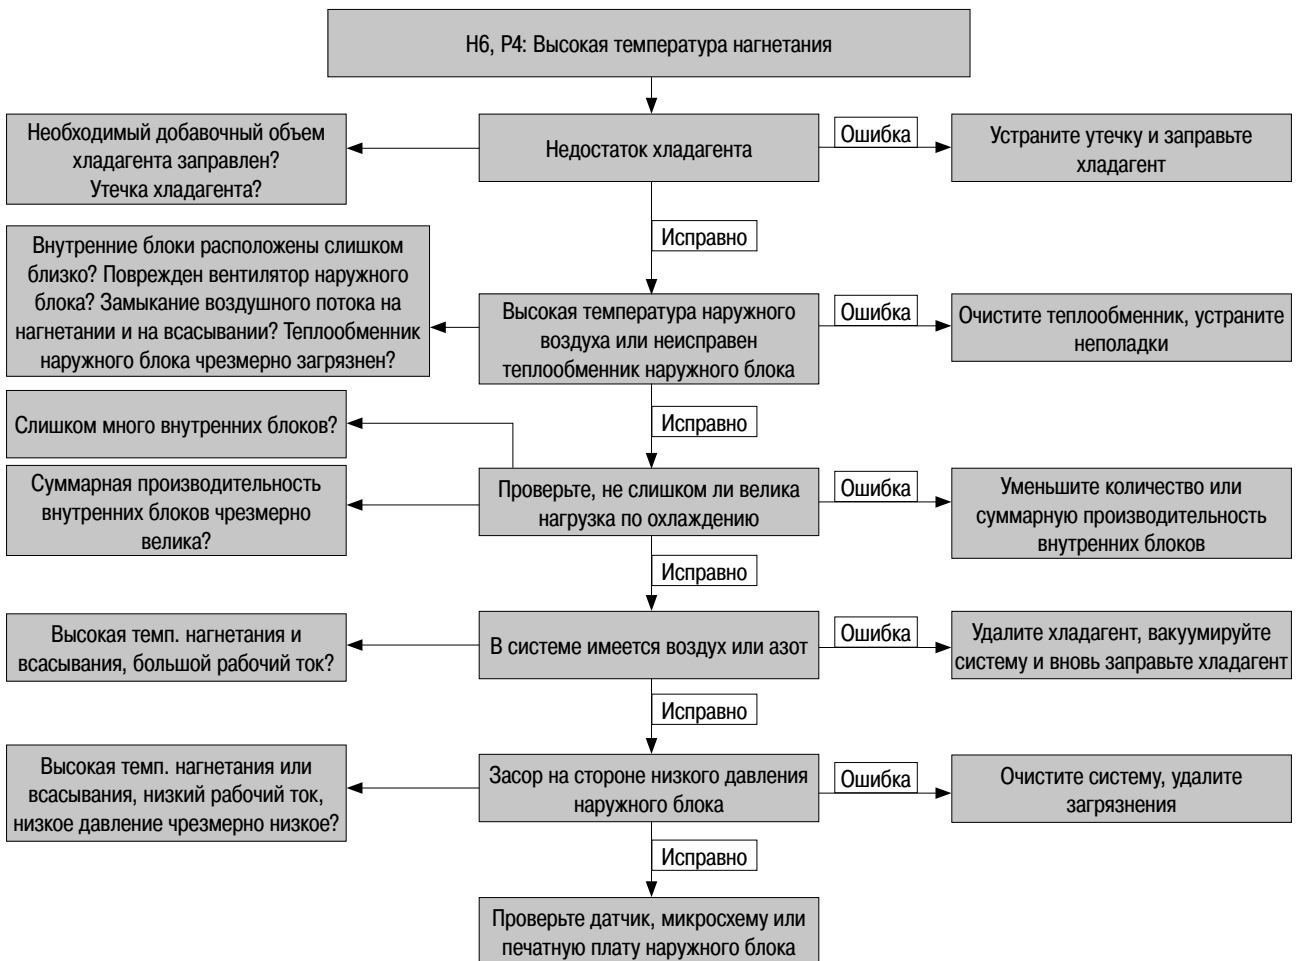 H6, P4: Высокая температура нагнетания
Необходимый добавочный объем
хладагента заправлен?
Утечка хладагента?
Недостаток хладагента
Ошибка
Устраните утечку и заправьте
хладагент
Исправно
Внутренние блоки расположены слишком
близко? Поврежден вентилятор наружного
блока? Замыкание воздушного потока на
нагнетании и на всасывании? Теплообменник
наружного блока чрезмерно загрязнен?
Высокая температура наружного
воздуха или неисправен
теплообменник наружного блока
Ошибка
Очистите теплообменник, устраните
неполадки
Исправно
Слишком много внутренних блоков?
Суммарная производительность
внутренних блоков чрезмерно
велика?
Проверьте, не слишком ли велика
нагрузка по охлаждению
Ошибка
Уменьшите количество или
суммарную производительность
внутренних блоков
Исправно
Высокая темп. нагнетания и
всасывания, большой рабочий ток?
В системе имеется воздух или азот
Ошибка
Удалите хладагент, вакуумируйте
систему и вновь заправьте хладагент
Исправно
Высокая темп. нагнетания или
всасывания, низкий рабочий ток,
низкое давление чрезмерно низкое?
Засор на стороне низкого давления
наружного блока
Ошибка
Очистите систему, удалите
загрязнения
Исправно
Проверьте датчик, микросхему или
печатную плату наружного блока